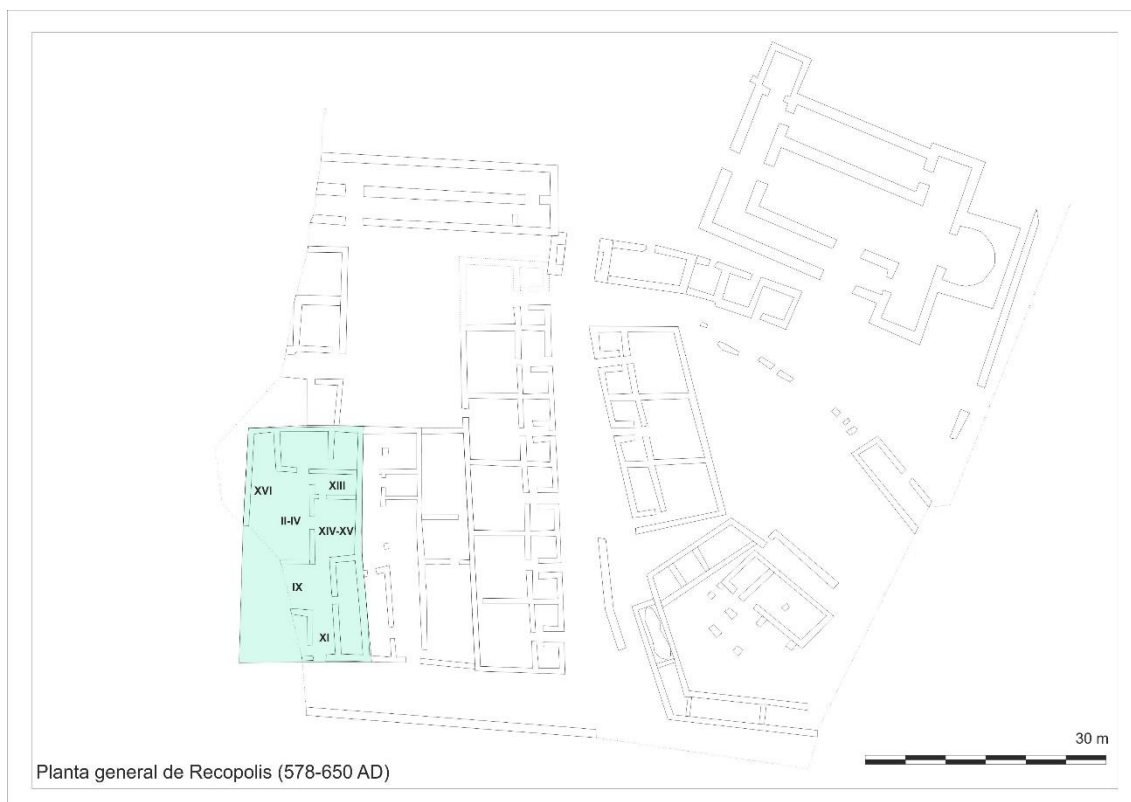 XVI
XIII
II-IV
XIV-XV
IX
XI
30 m
Planta general de Recopolis (578-650 AD)